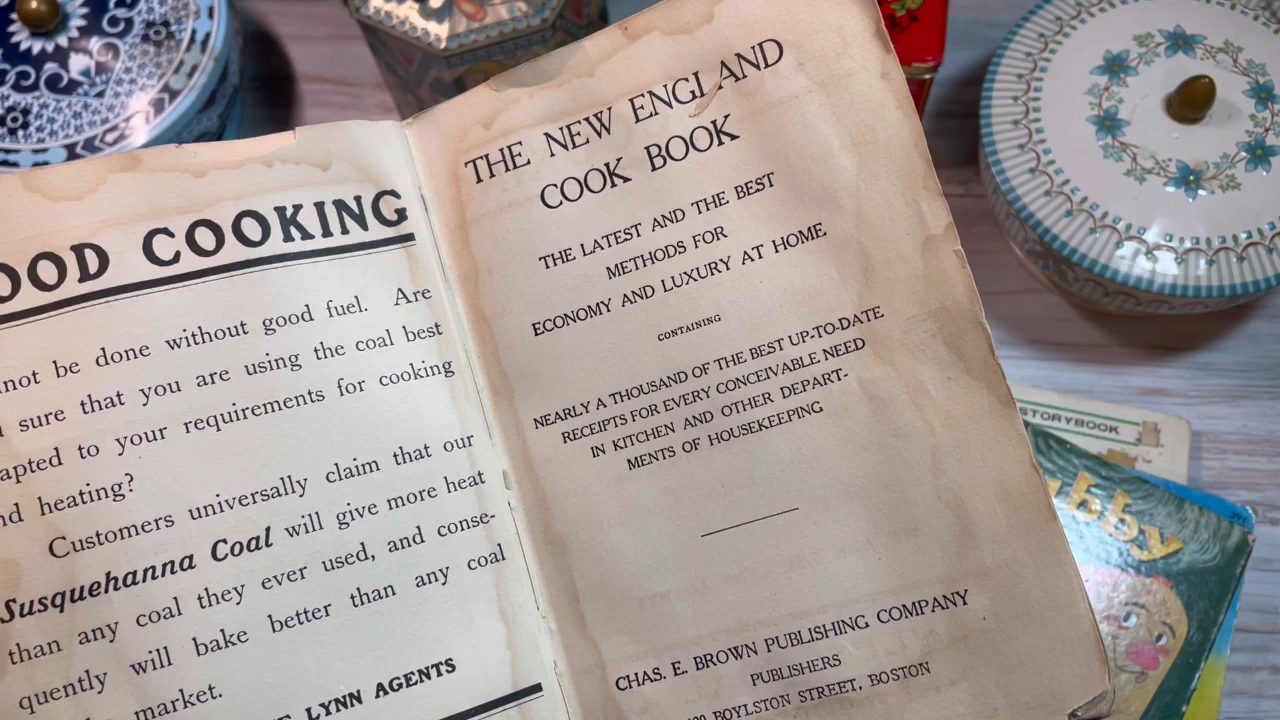 OOD COOKING
not be done without good fuel. Are
sure that you are using the coal best
apted to your requirements for cooking
nd heating?
Customers universally claim that our
Susquehanna Coal will give more heat
than any coal they ever used, and conse-
quently will bake better than any coal
market.
LYNN AGENTS
THE NEW ENGLAND
COOK BOOK
THE LATEST AND THE BEST
METHODS FOR
ECONOMY AND LUXURY AT HOME
CONTAINING
NEARLY A THOUSAND OF THE BEST UP-TO-DATE
RECEIPTS FOR EVERY CONCEIVABLE NEED
IN KITCHEN AND OTHER DEPART-
MENTS OF HOUSEKEEPING
CHAS. E. BROWN PUBLISHING COMPANY
PUBLISHERS
BOYLSTON STREET, BOSTON
STORYBOOK
bby